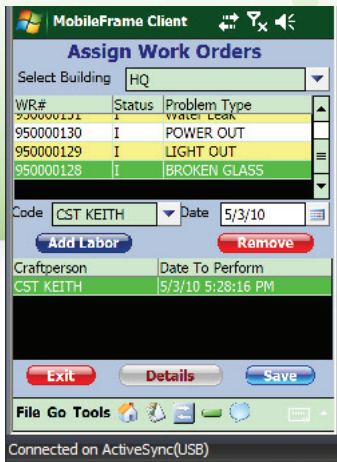 MobileFrame Client
Assign Work Orders
Select Building HQ
WR# Status Problem Type
950000131 I Water Leak
950000130 I POWER OUT
950000129 I LIGHT OUT
950000128 I BROKEN GLASS
Code CST KEITH Date 5/3/10
Add Labor Remove
Craftperson Date To Perform
CST KEITH 5/3/10 5:28:16 PM
Exit Details Save
File Go Tools
Connected on ActiveSync(USB)